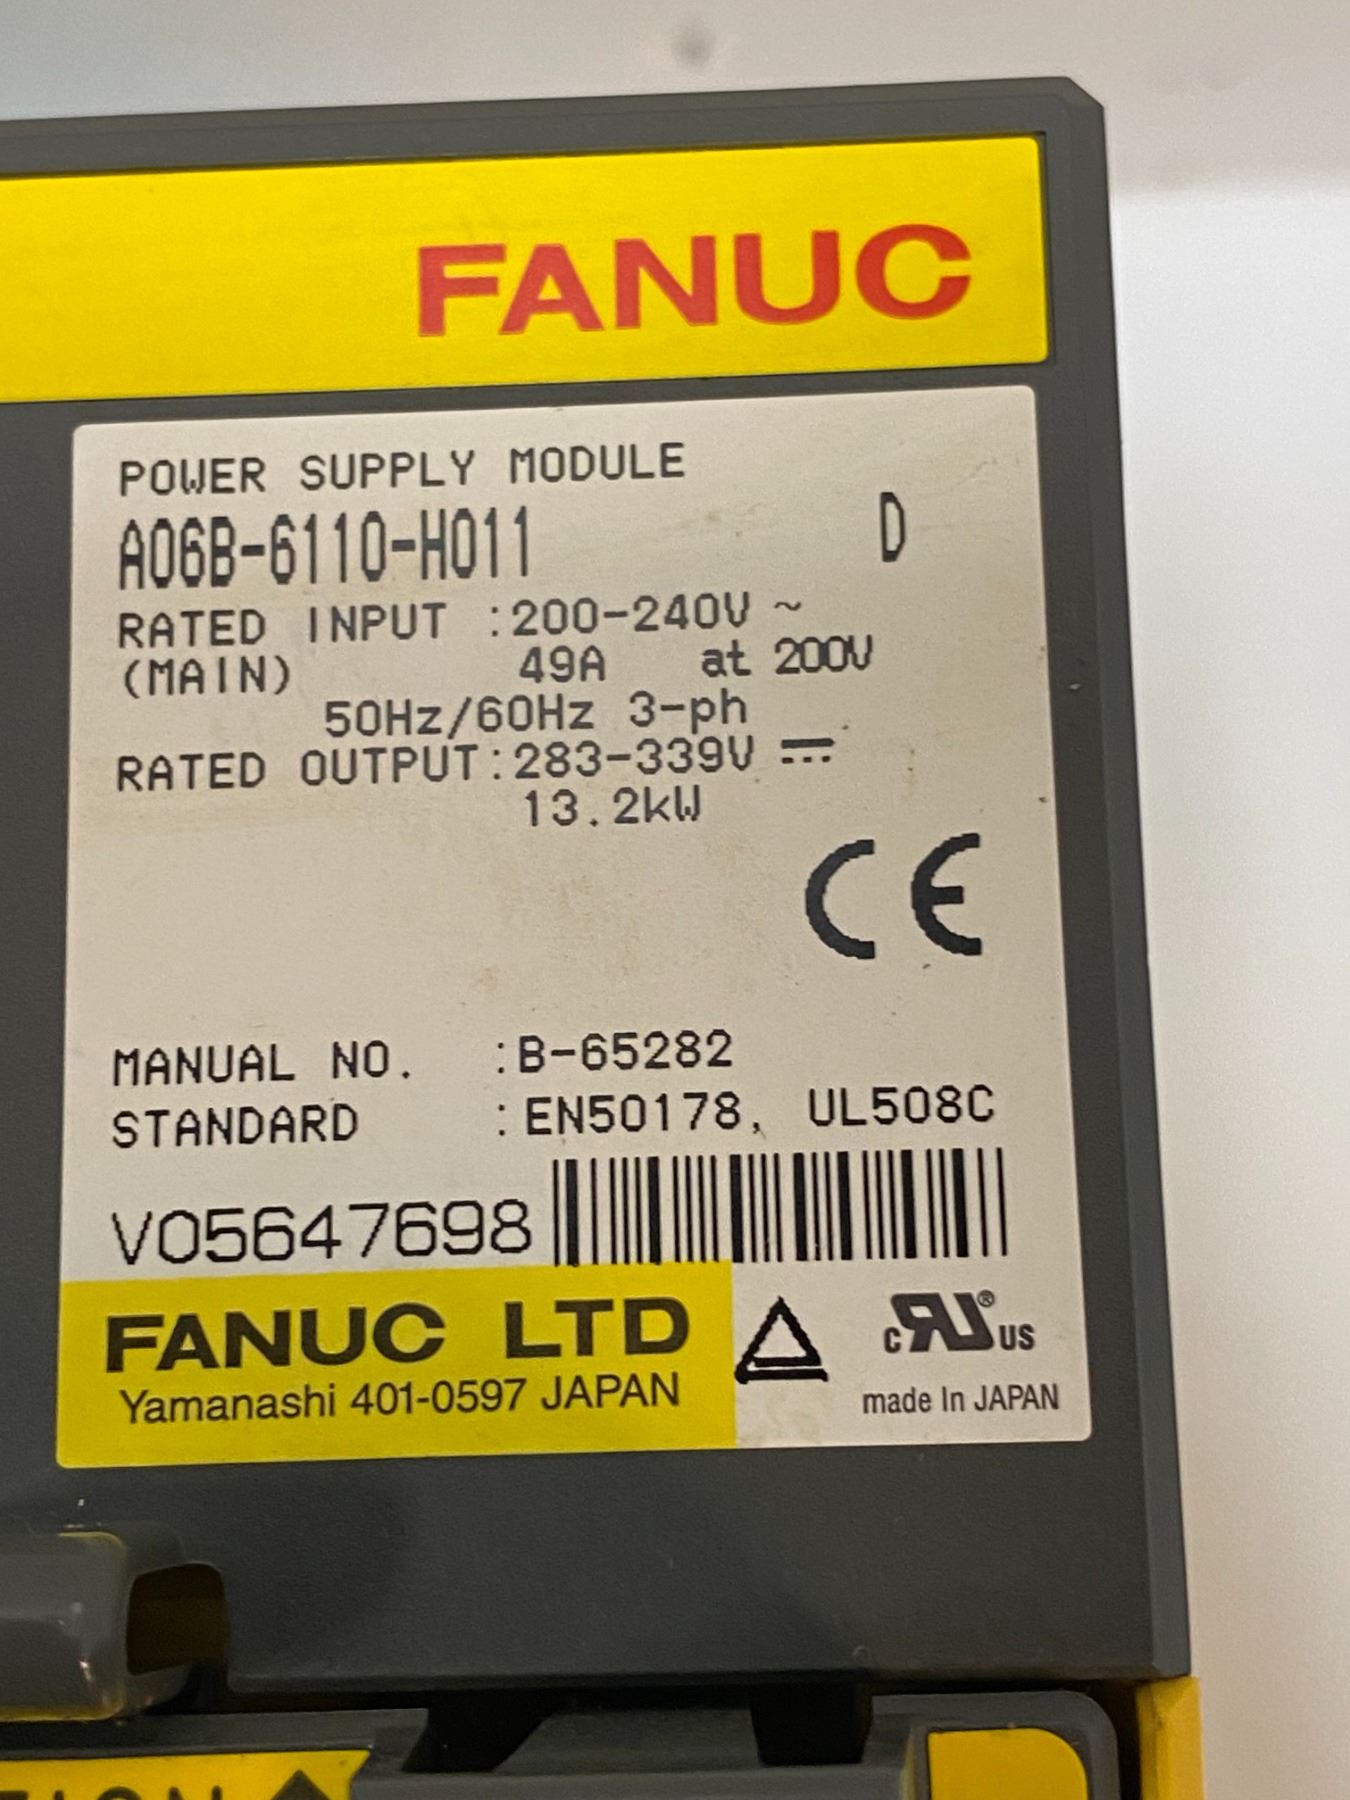 FANUC
POWER SUPPLY MODULE
A06B-6110-H011 D
RATED INPUT :200-240V ~
(MAIN) 49A at 200V
50Hz/60Hz 3-ph
RATED OUTPUT:283-339V ⎓
13.2kW
CE
MANUAL NO. :B-65282
STANDARD :EN50178, UL508C
V05647698
FANUC LTD
Yamanashi 401-0597 JAPAN
c RU® US
made In JAPAN